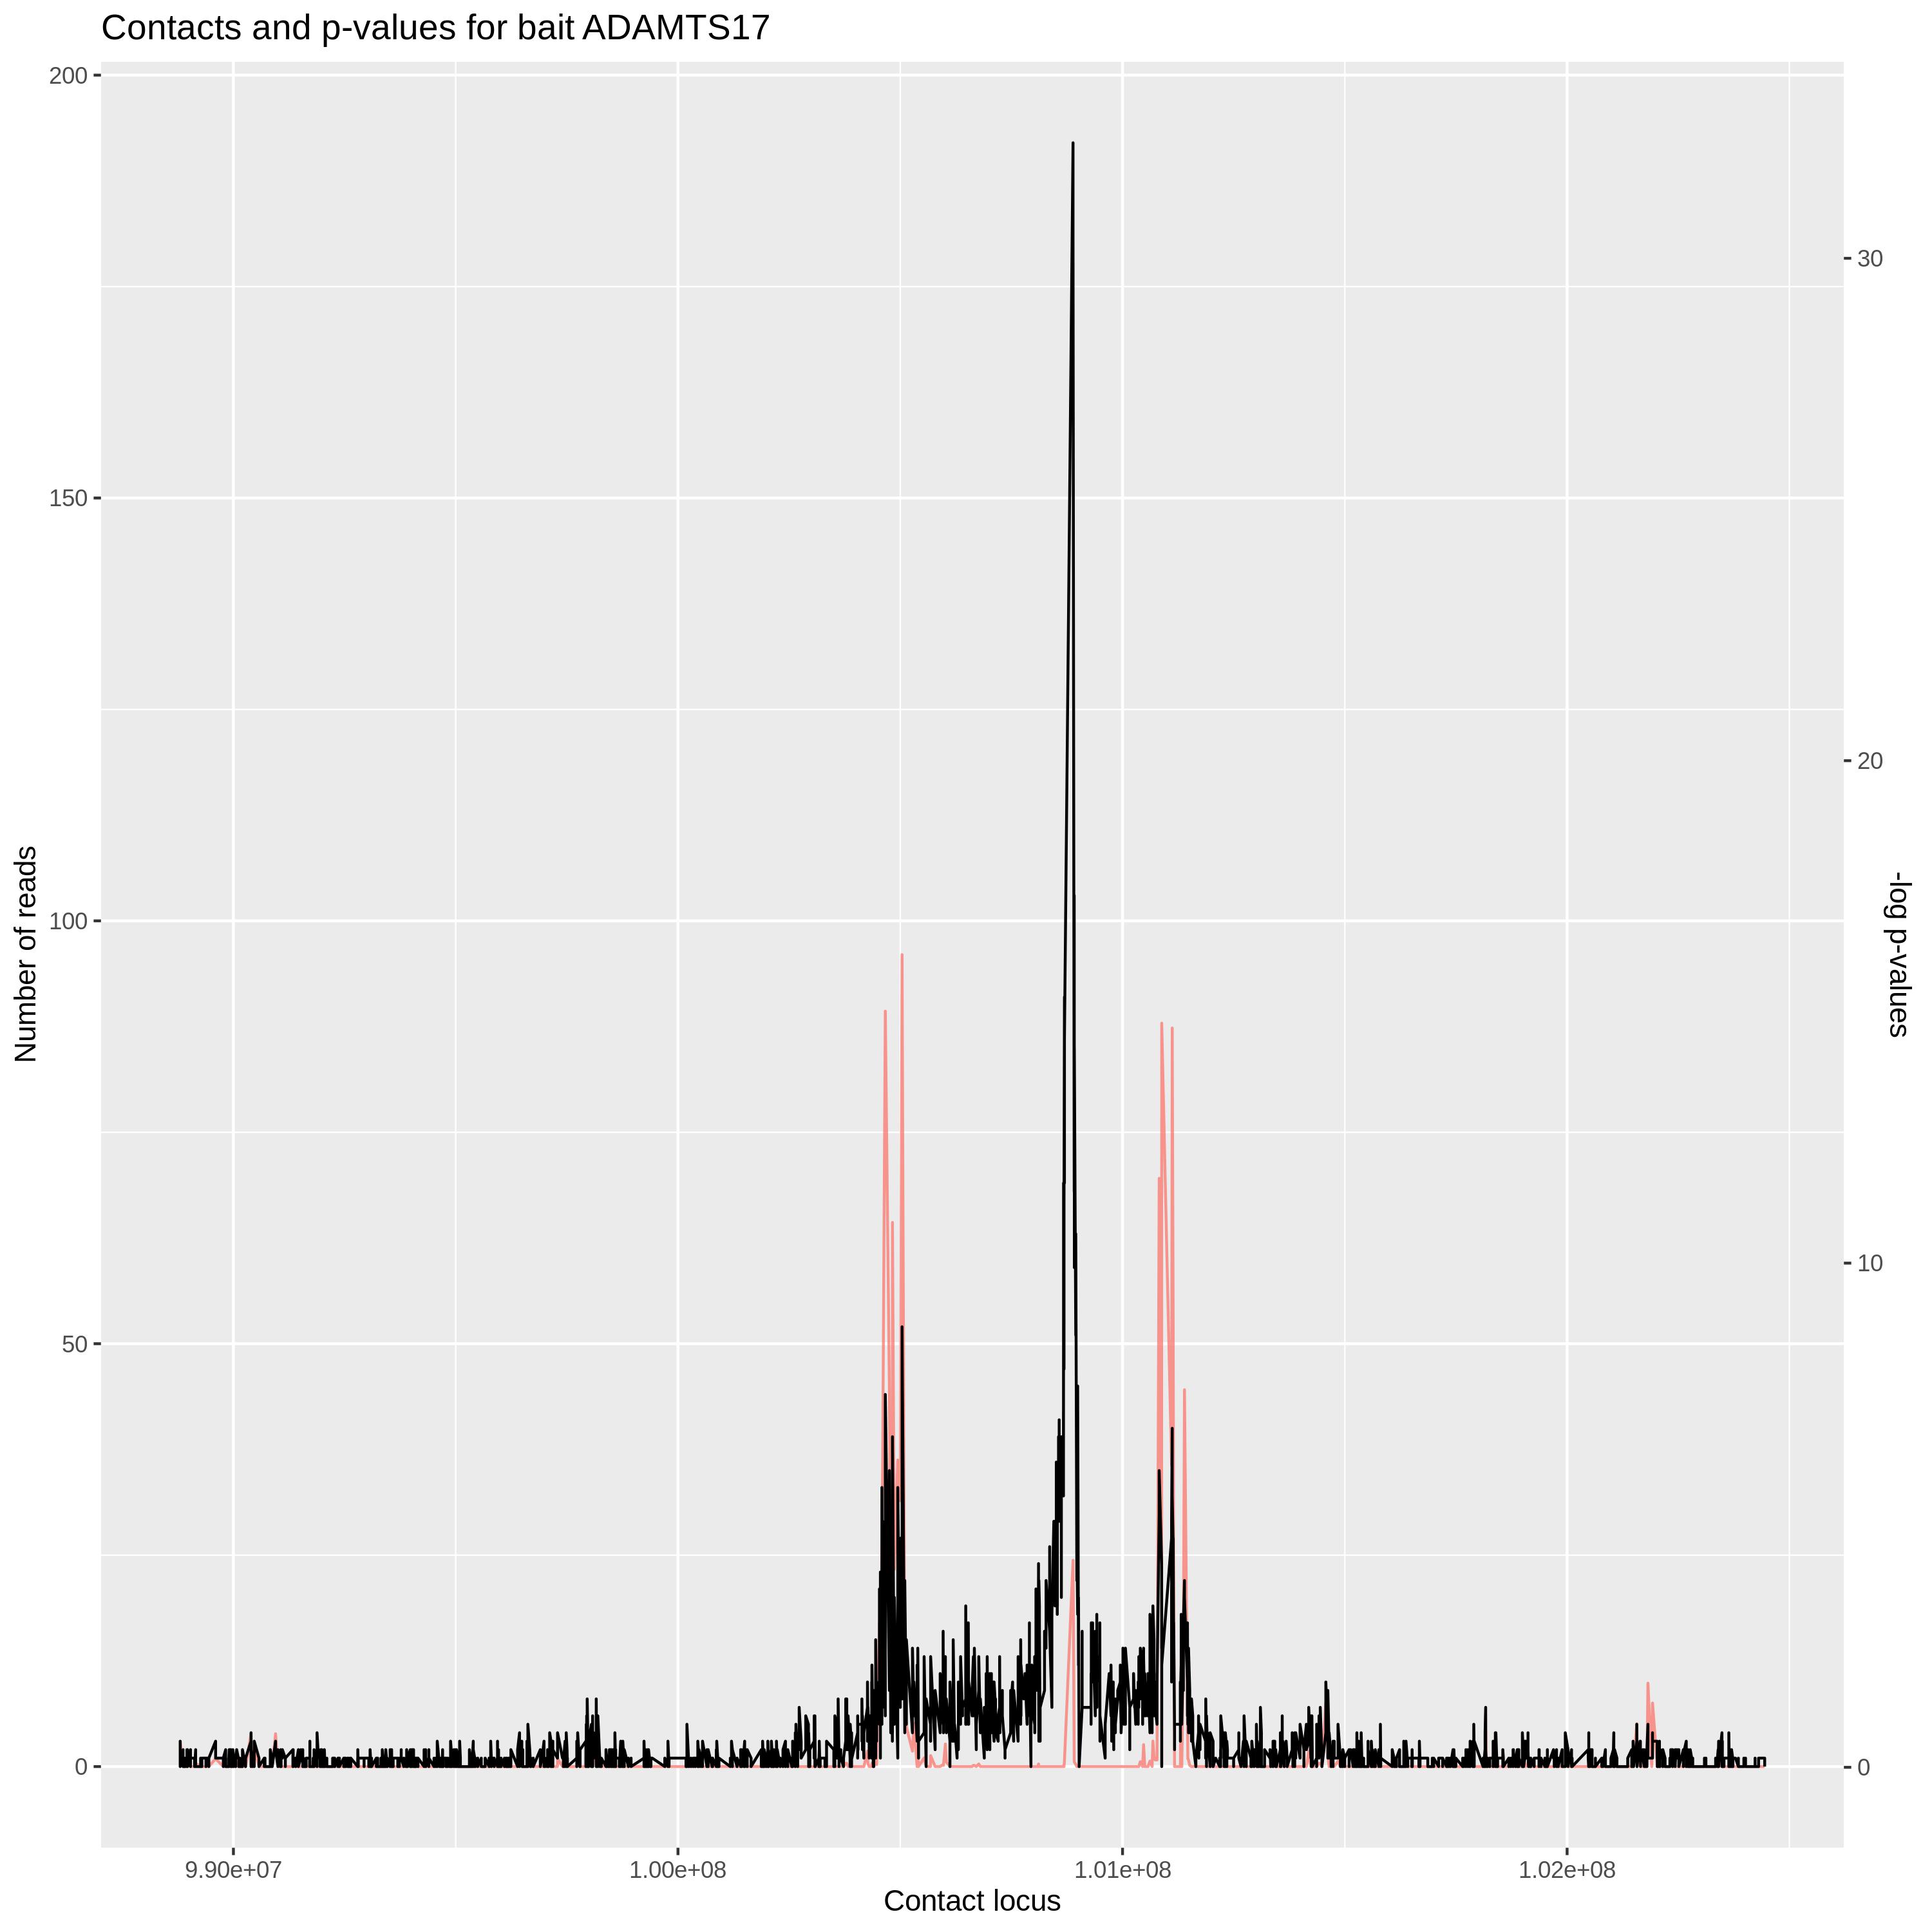 Contacts and p-values for bait ADAMTS17
200
150
100
50
0
30
20
10
0
Number of reads
-log p-values
9.90e+07
1.00e+08
1.01e+08
1.02e+08
Contact locus